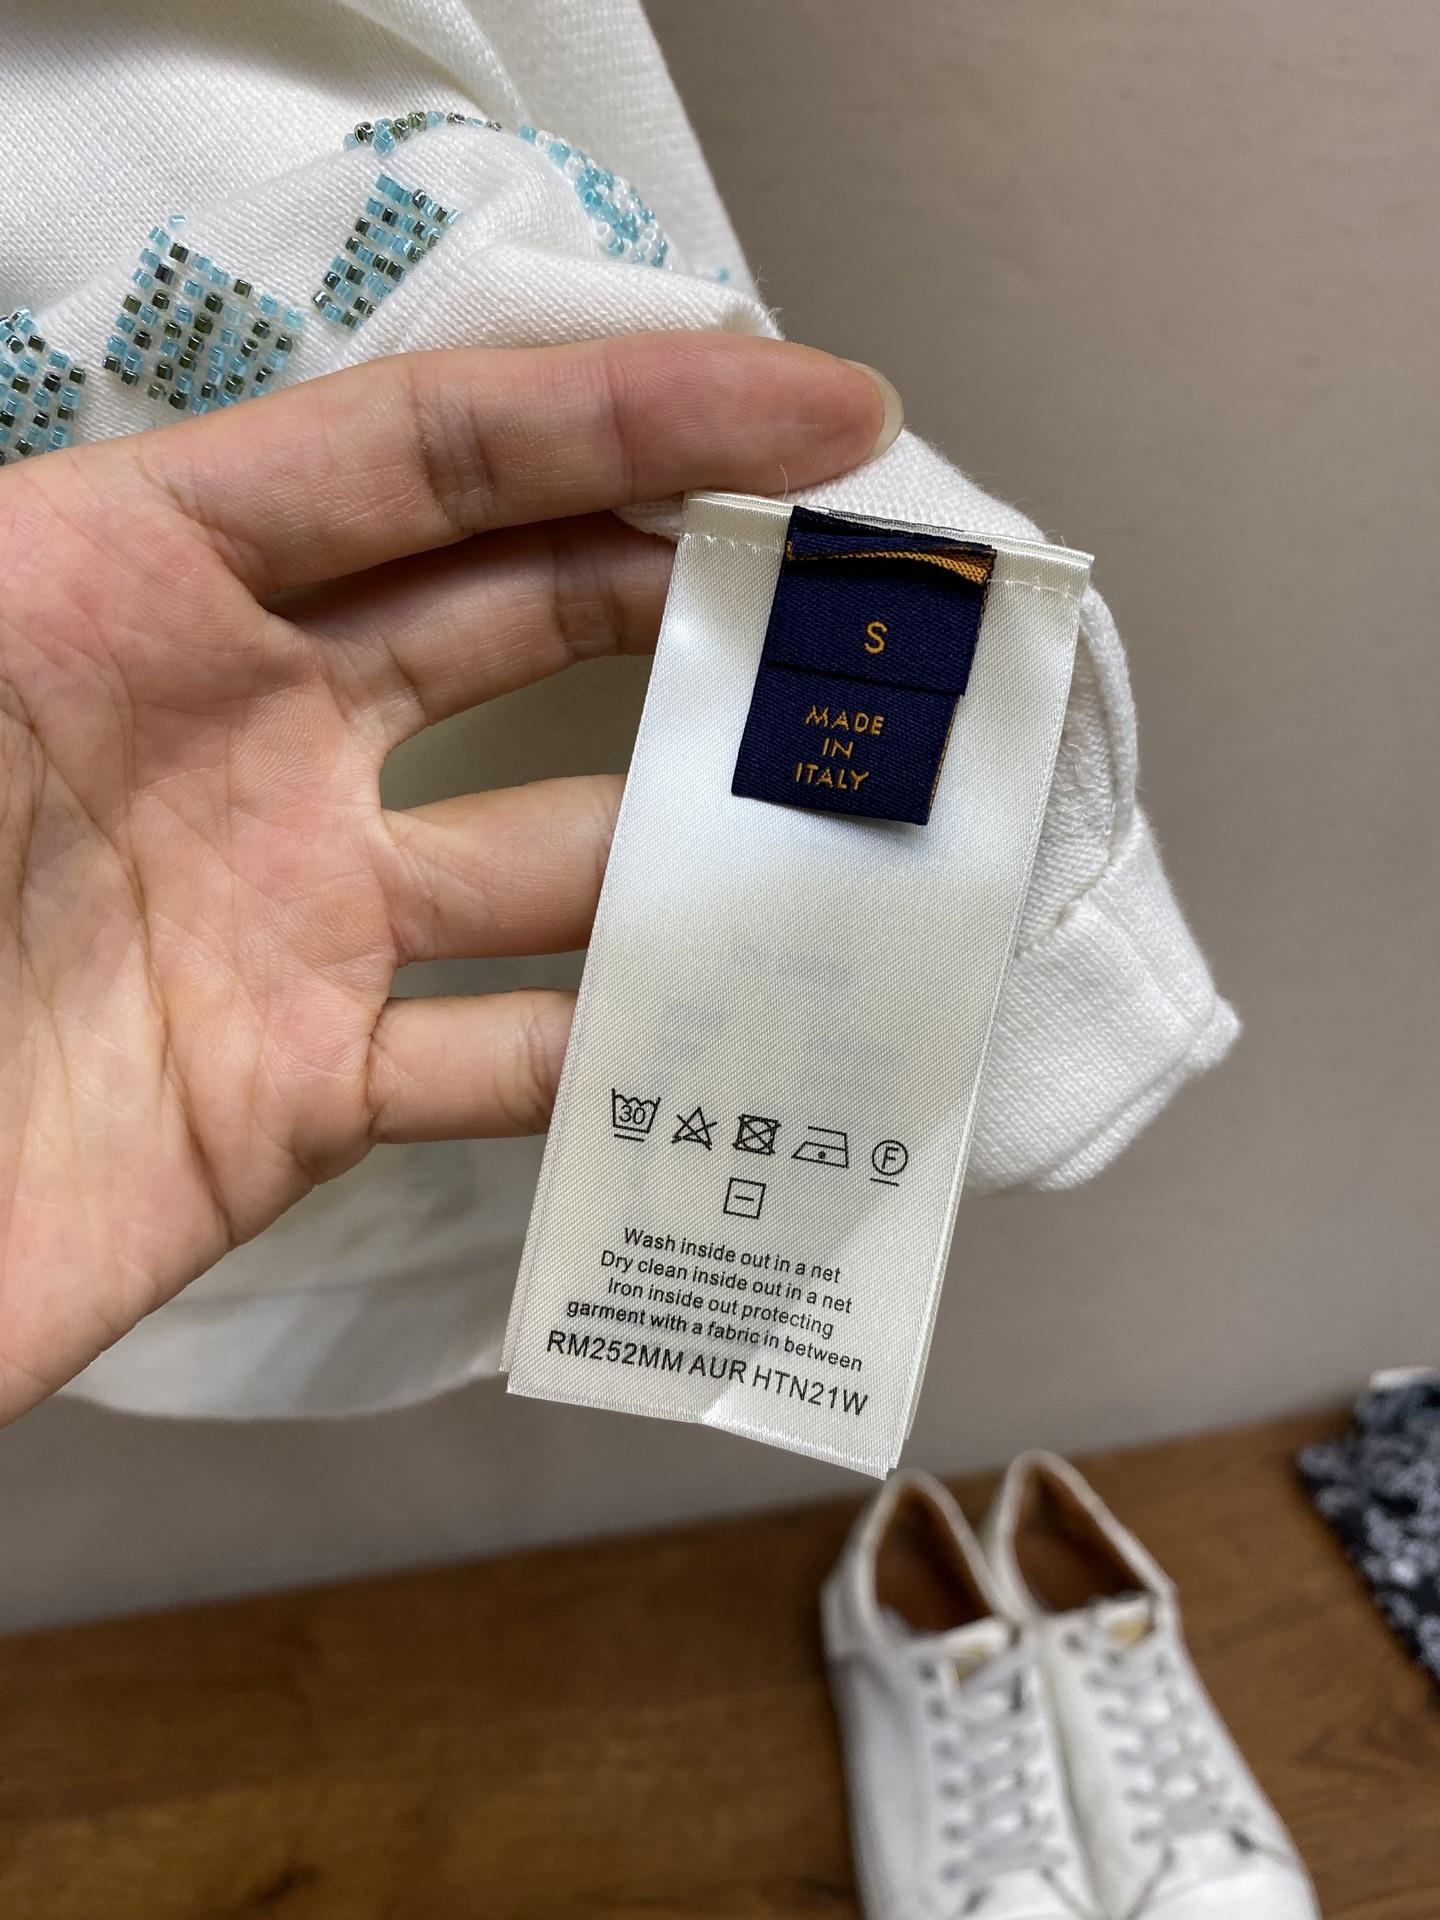 S
MADE
IN
ITALY
30
F
Wash inside out in a net
Dry clean inside out in a net
Iron inside out protecting
garment with a fabric in between
RM252MM AUR HTN21W